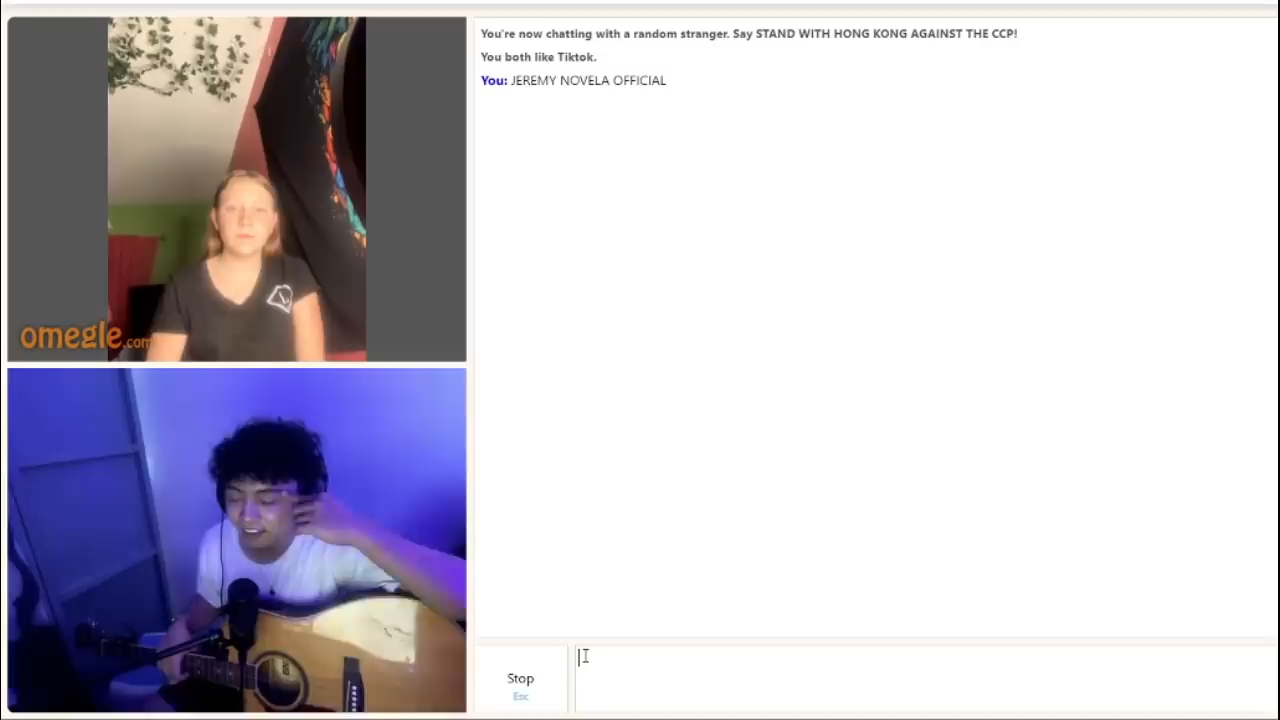 You're now chatting with a random stranger. Say STAND WITH HONG KONG AGAINST THE CCP!
You both like Tiktok.
You: JEREMY NOVELA OFFICIAL
omegle.com
Stop
Esc